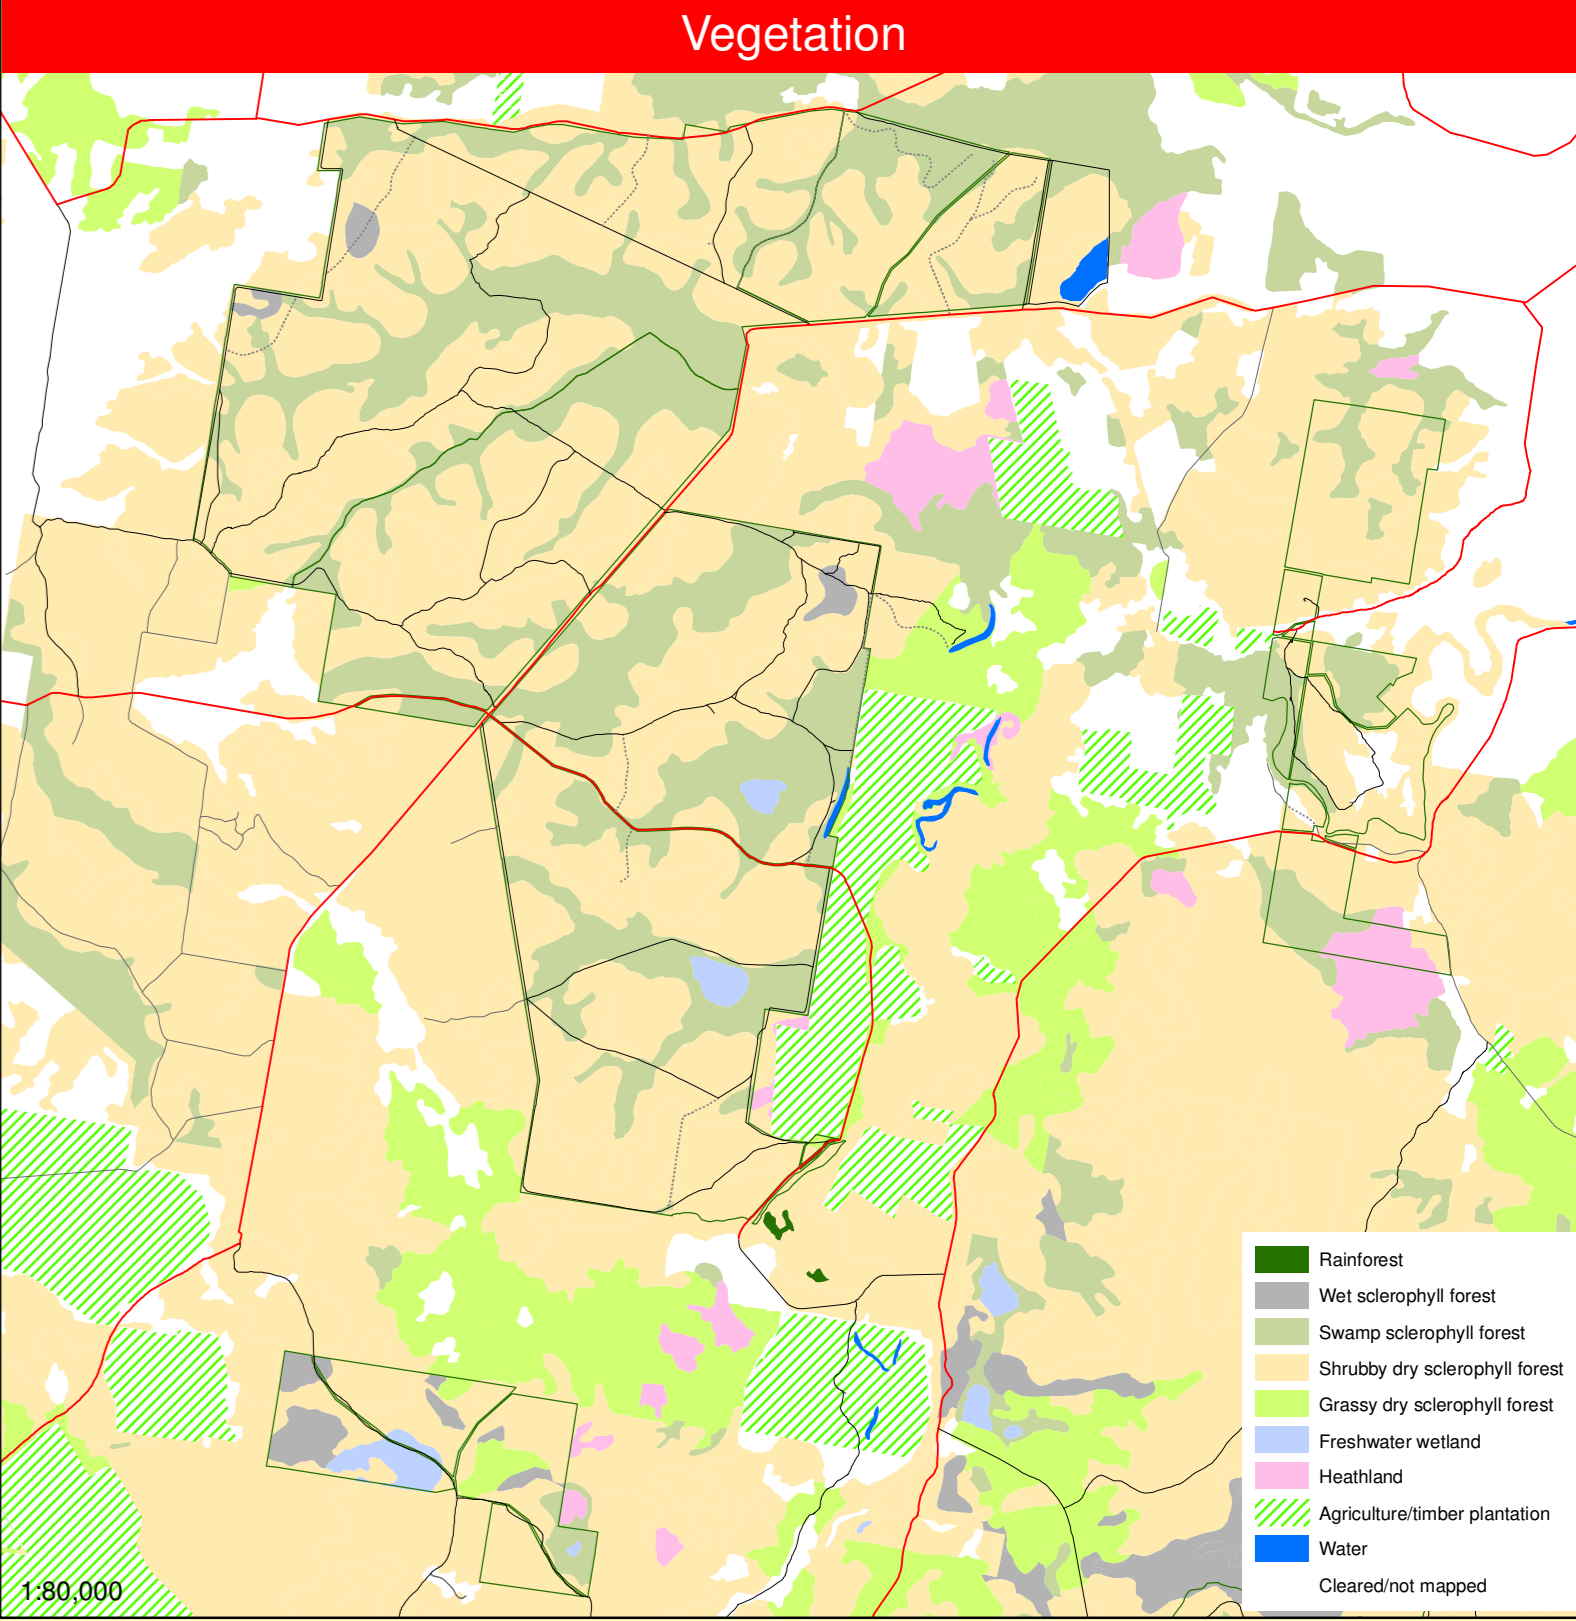 Vegetation
Rainforest
Wet sclerophyll forest
Swamp sclerophyll forest
Shrubby dry sclerophyll forest
Grassy dry sclerophyll forest
Freshwater wetland
Heathland
Agriculture/timber plantation
Water
Cleared/not mapped
1:80,000